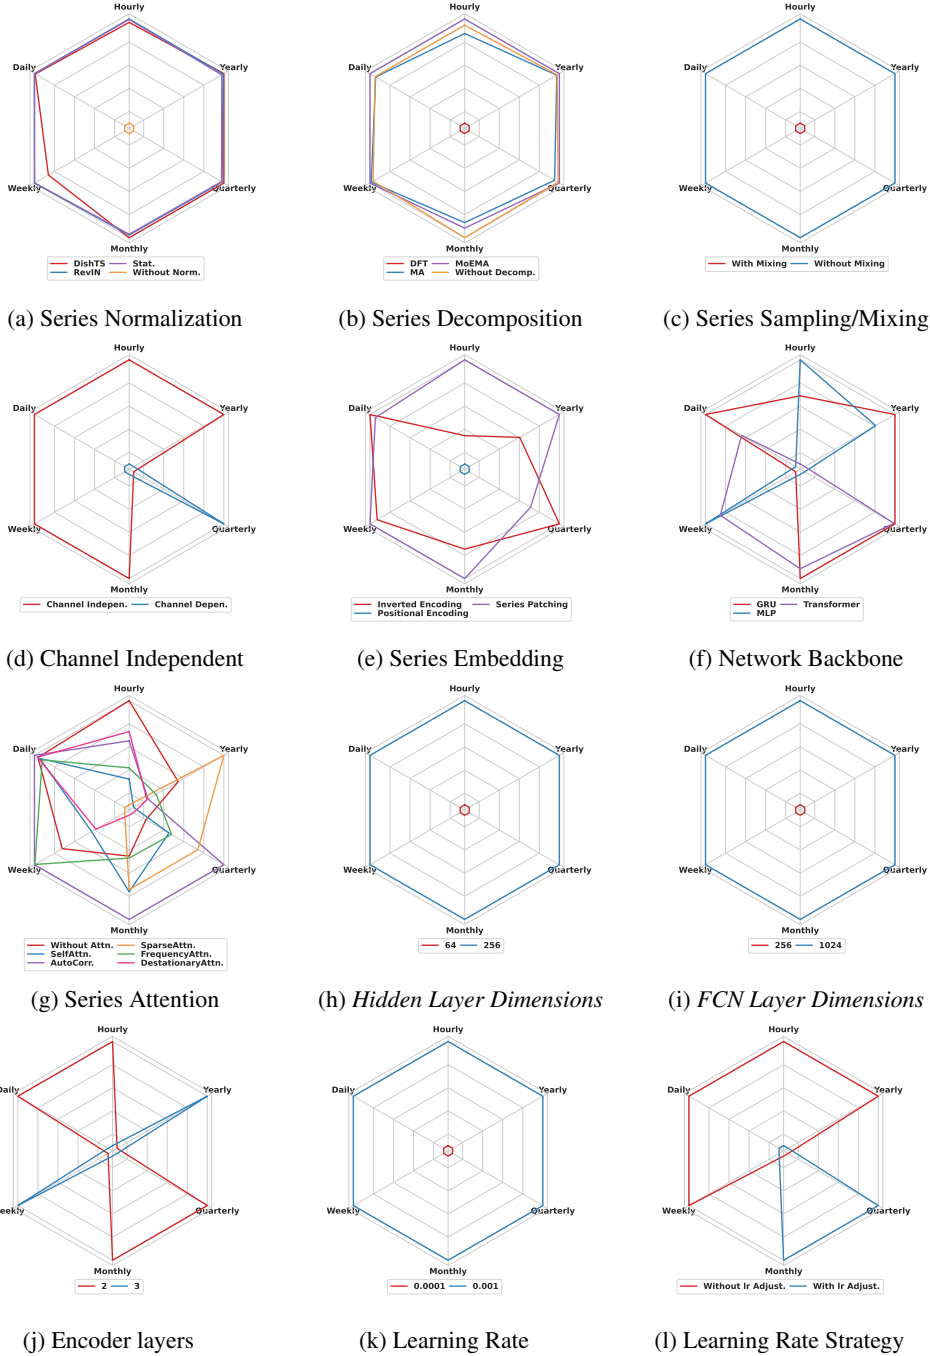 Hourly Hourly Hourly
Daily Yearly Daily Yearly Daily Yearly
Weekly Quarterly Weekly Quarterly Weekly Quarterly
Monthly Monthly Monthly
DishTS Stat. DFT MoEMA With Mixing Without Mixing
RevIN Without Norm. MA Without Decomp.
(a) Series Normalization (b) Series Decomposition (c) Series Sampling/Mixing
Hourly Hourly Hourly
Daily Yearly Daily Yearly Daily Yearly
Weekly Quarterly Weekly Quarterly Weekly Quarterly
Monthly Monthly Monthly
Channel Indepen. Channel Depen. Inverted Encoding Series Patching GRU Transformer
Positional Encoding MLP
(d) Channel Independent (e) Series Embedding (f) Network Backbone
Hourly Hourly Hourly
Daily Yearly Daily Yearly Daily Yearly
Weekly Quarterly Weekly Quarterly Weekly Quarterly
Monthly Monthly Monthly
Without Attn. SparseAttn. 64 256 256 1024
SelfAttn. FrequencyAttn.
AutoCorr. DestationaryAttn.
(g) Series Attention (h) Hidden Layer Dimensions (i) FCN Layer Dimensions
Hourly Hourly Hourly
Daily Yearly Daily Yearly Daily Yearly
eekly Quarterly Weekly Quarterly Weekly Quarterly
Monthly Monthly Monthly
2 3 0.0001 0.001 Without lr Adjust. With lr Adjust.
(j) Encoder layers (k) Learning Rate (l) Learning Rate Strategy